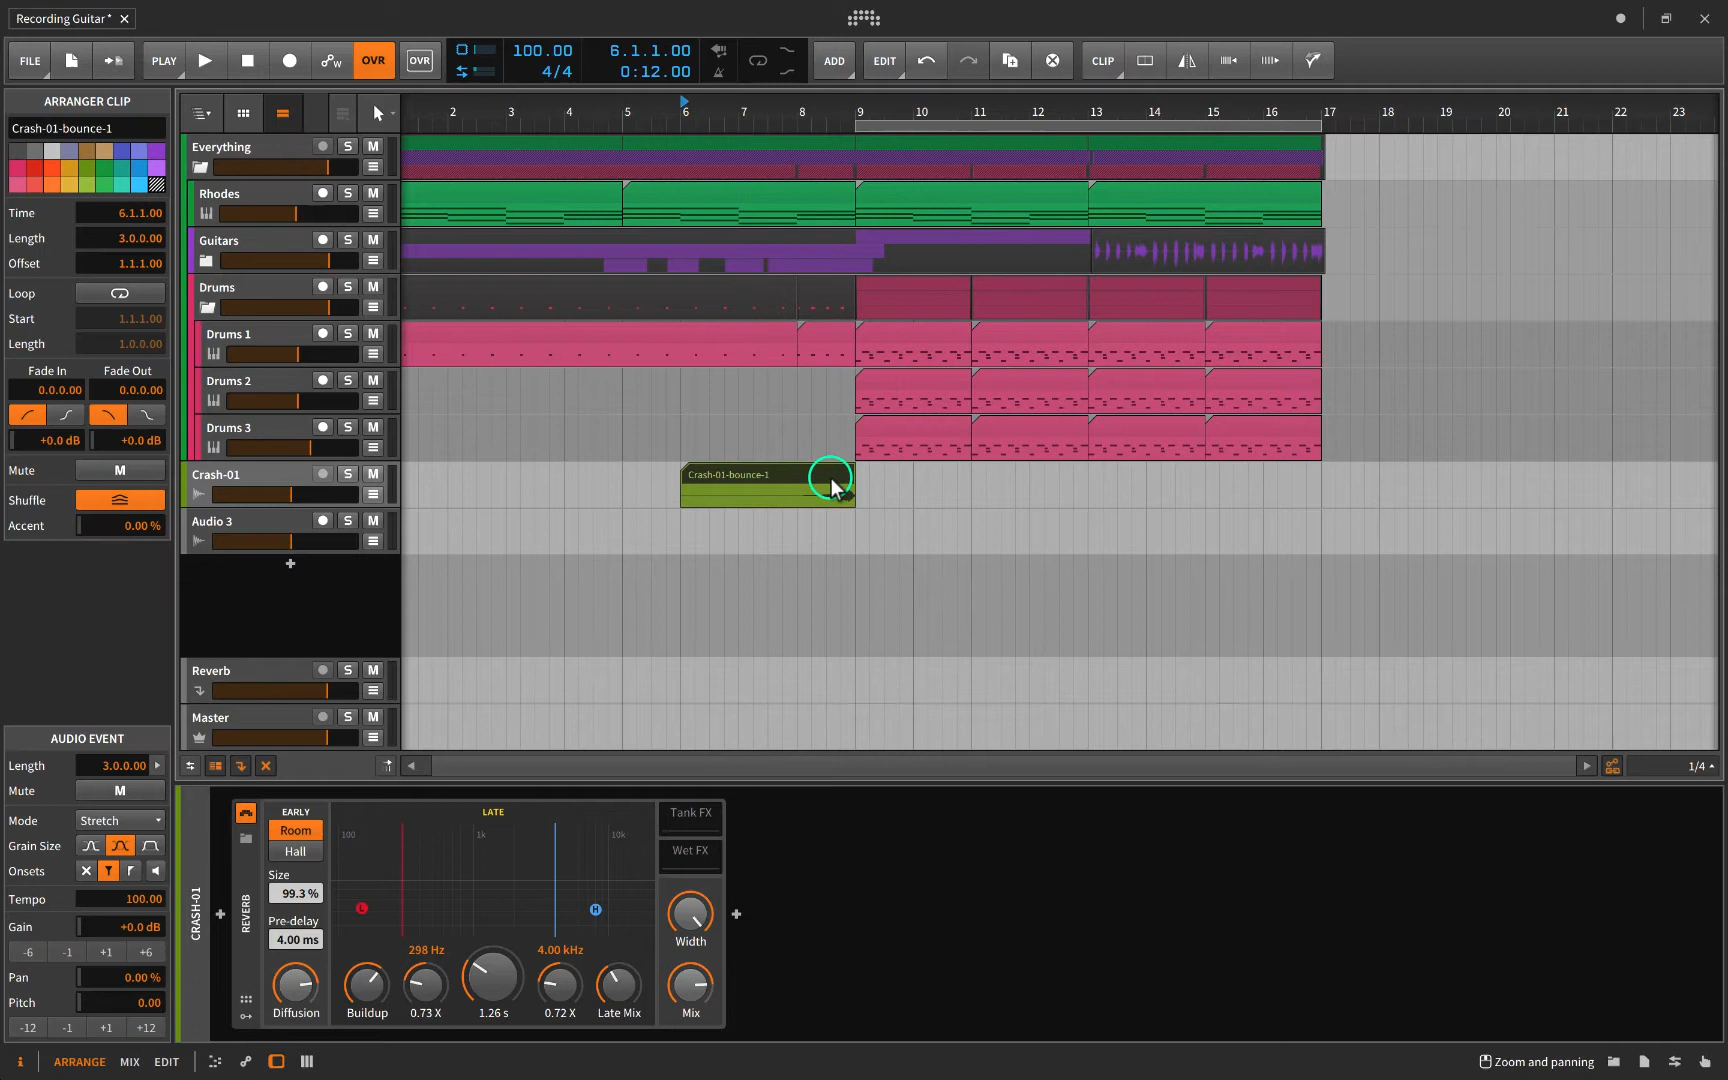 Recording Guitar*
FILE PLAY OVR OVR 100.00 6.1.1.00 ADD EDIT CLIP
4/4 0:12.00
ARRANGER CLIP
Crash-01-bounce-1
Time 6.1.1.00
Length 3.0.0.00
Offset 1.1.1.00
Loop
Start 1.1.1.00
Length 1.0.0.00
Fade In Fade Out
0.0.0.00 0.0.0.00
+0.0 dB +0.0 dB
Mute M
Shuffle
Accent 0.00 %
2 3 4 5 6 7 8 9 10 11 12 13 14 15 16 17 18 19 20 21 22 23
Everything S M
Rhodes S M
Guitars S M
Drums S M
Drums 1 S M
Drums 2 S M
Drums 3 S M
Crash-01 S M
Crash-01-bounce-1
Audio 3 S M
Reverb S M
Master S M
1/4
AUDIO EVENT
Length 3.0.0.00
Mute M
Mode Stretch
Grain Size
Onsets
Tempo 100.00
Gain +0.0 dB
-6 -1 +1 +6
Pan 0.00 %
Pitch 0.00
-12 -1 +1 +12
CRASH-01
REVERB
EARLY
Room
Hall
Size
99.3 %
Pre-delay
4.00 ms
Diffusion
LATE
100 1k 10k
L H
298 Hz 4.00 kHz
Buildup 0.73 X 1.26 s 0.72 X Late Mix
Tank FX
Wet FX
Width
Mix
i ARRANGE MIX EDIT
Zoom and panning